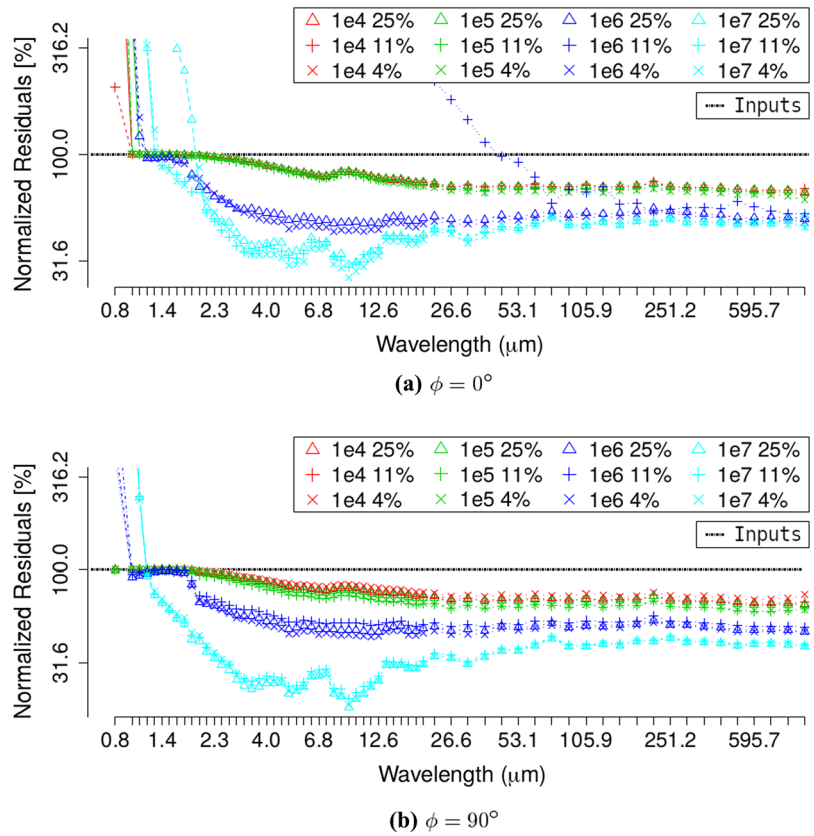 1e4 25% 1e5 25% 1e6 25% 1e7 25%
1e4 11% 1e5 11% 1e6 11% 1e7 11%
1e4 4% 1e5 4% 1e6 4% 1e7 4%
Inputs
Normalized Residuals [%]
316.2
100.0
31.6
0.8 1.4 2.3 4.0 6.8 12.6 26.6 53.1 105.9 251.2 595.7
Wavelength (μm)
(a) ϕ = 0°
1e4 25% 1e5 25% 1e6 25% 1e7 25%
1e4 11% 1e5 11% 1e6 11% 1e7 11%
1e4 4% 1e5 4% 1e6 4% 1e7 4%
Inputs
Normalized Residuals [%]
316.2
100.0
31.6
0.8 1.4 2.3 4.0 6.8 12.6 26.6 53.1 105.9 251.2 595.7
Wavelength (μm)
(b) ϕ = 90°